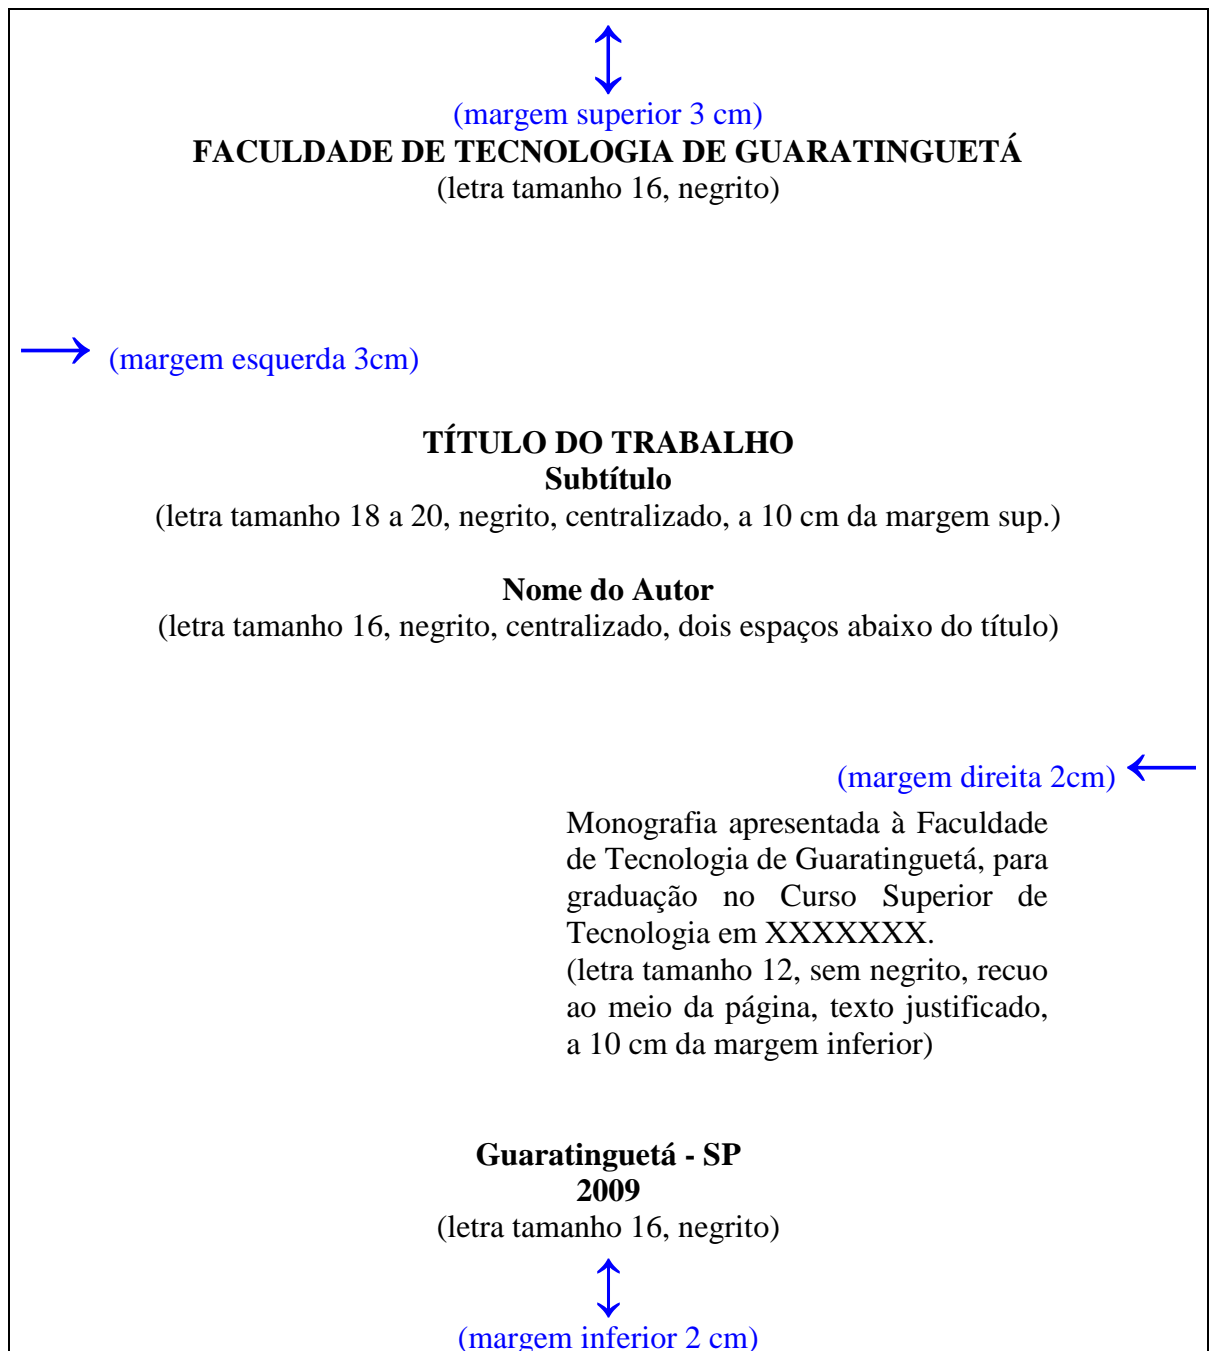 (margem superior 3 cm)
FACULDADE DE TECNOLOGIA DE GUARATINGUETÁ
(letra tamanho 16, negrito)
(margem esquerda 3cm)
TÍTULO DO TRABALHO
Subtítulo
(letra tamanho 18 a 20, negrito, centralizado, a 10 cm da margem sup.)
Nome do Autor
(letra tamanho 16, negrito, centralizado, dois espaços abaixo do título)
(margem direita 2cm)
Monografia apresentada à Faculdade
de Tecnologia de Guaratinguetá, para
graduação no Curso Superior de
Tecnologia em XXXXXXX.
(letra tamanho 12, sem negrito, recuo
ao meio da página, texto justificado,
a 10 cm da margem inferior)
Guaratinguetá - SP
2009
(letra tamanho 16, negrito)
(margem inferior 2 cm)